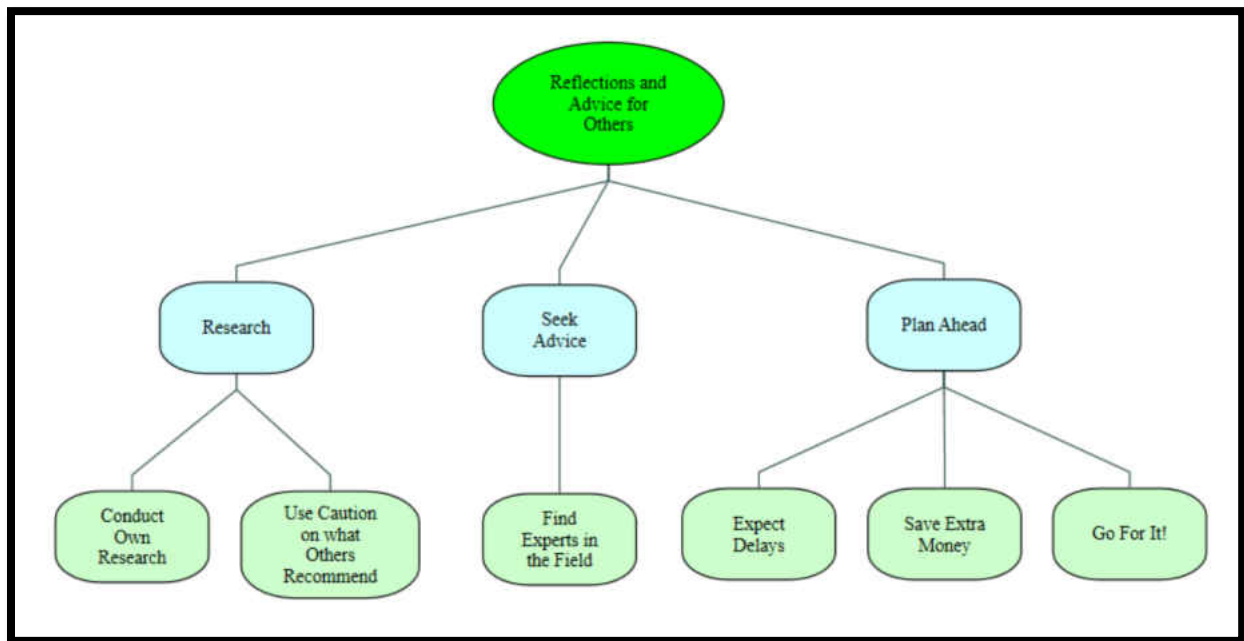 Reflections and
Advice for
Others
Research
Seek
Advice
Plan Ahead
Conduct
Own
Research
Use Caution
on what
Others
Recommend
Find
Experts in
the Field
Expect
Delays
Save Extra
Money
Go For It!